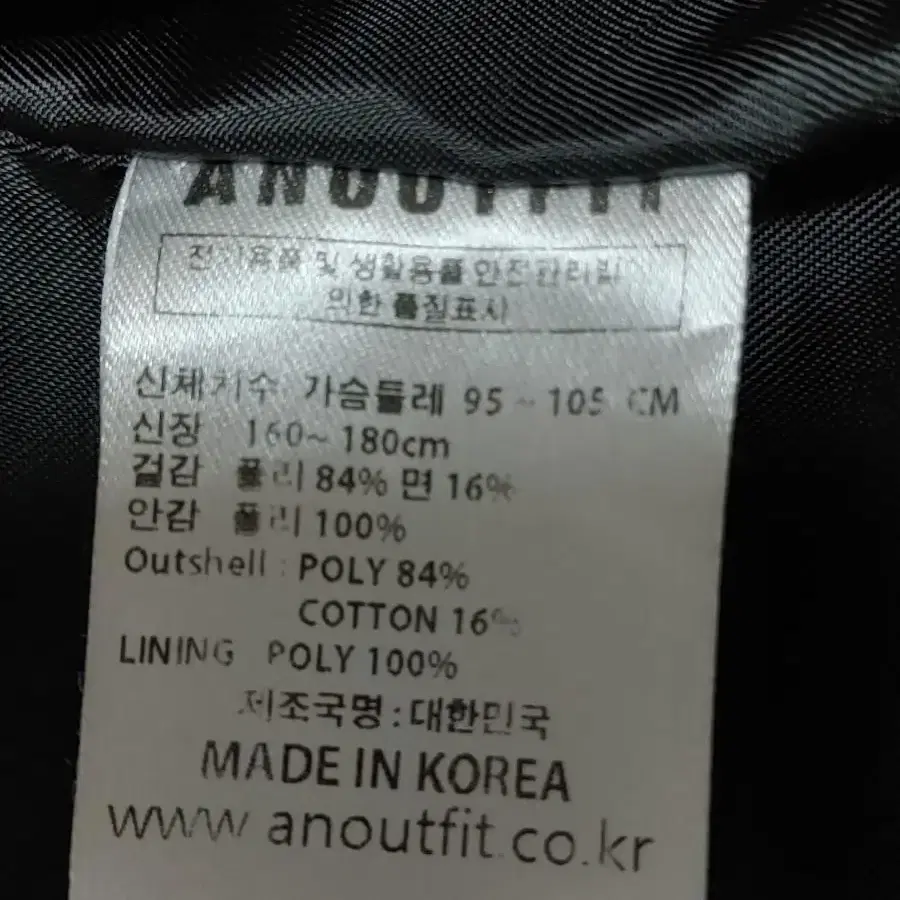 ANOUTFIT
전기용품 및 생활용품 안전관리법
의한 품질표시
신체치수 가슴둘레 95 ~ 105 CM
신장 160~ 180cm
겉감 폴리 84% 면 16%
안감 폴리 100%
Outshell : POLY 84%
COTTON 16%
LINING POLY 100%
제조국명 : 대한민국
MADE IN KOREA
www anoutfit.co.kr